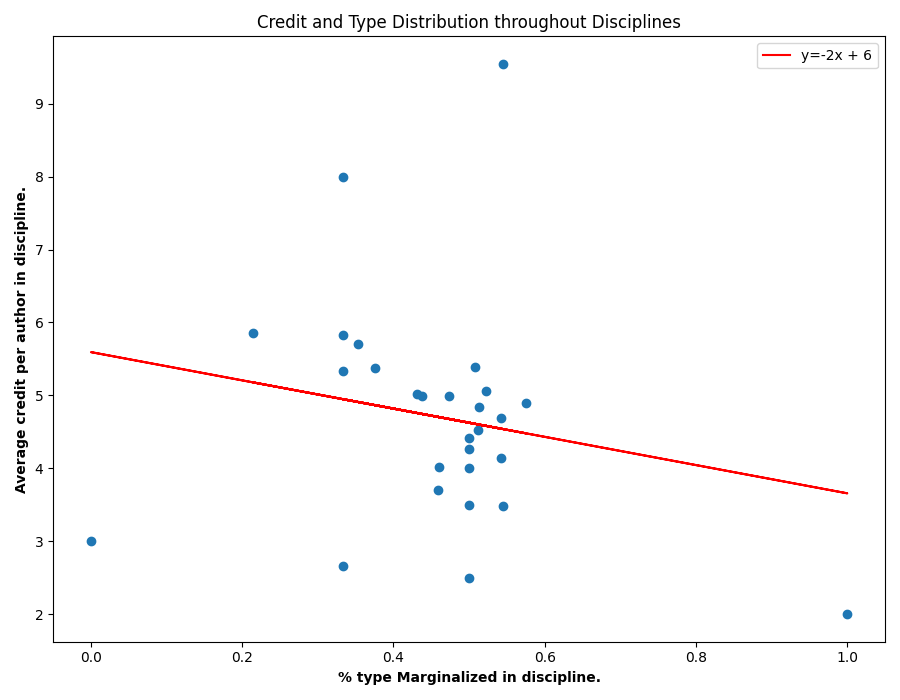 Credit and Type Distribution throughout Disciplines
y=-2x + 6
Average credit per author in discipline.
9
8
7
6
5
4
3
2
0.0 0.2 0.4 0.6 0.8 1.0
% type Marginalized in discipline.